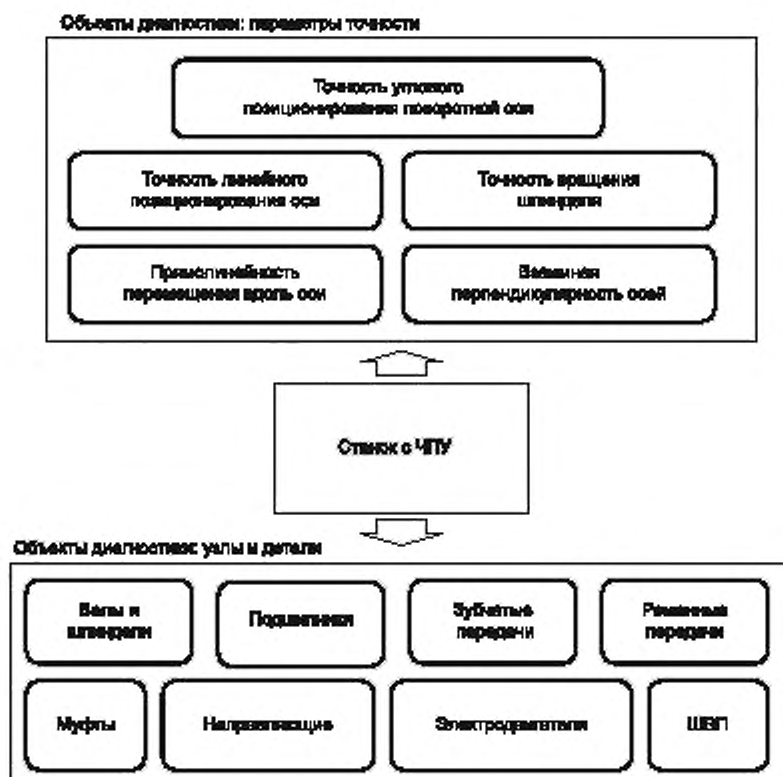 Объекты диагностики: параметры точности
Точность углового
позиционирования поворотной оси
Точность линейного
позиционирования оси
Точность вращения
шпинделя
Прямолинейность
перемещения вдоль оси
Взаимная
перпендикулярность осей
Станок с ЧПУ
Объекты диагностики: узлы и детали
Валы и
шпиндели
Подшипники
Зубчатые
передачи
Ременные
передачи
Муфты
Направляющие
Электродвигатели
ШВП